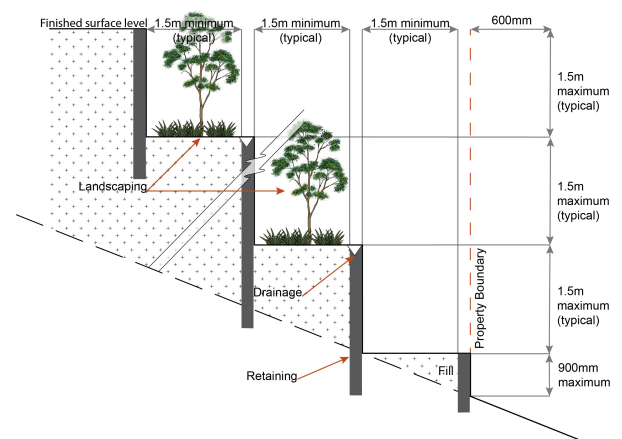 Finished surface level
1.5m minimum
(typical)
1.5m minimum
(typical)
1.5m minimum
(typical)
600mm
1.5m
maximum
(typical)
Landscaping
1.5m
maximum
(typical)
Drainage
Property Boundary
1.5m
maximum
(typical)
Retaining
Fill
900mm
maximum